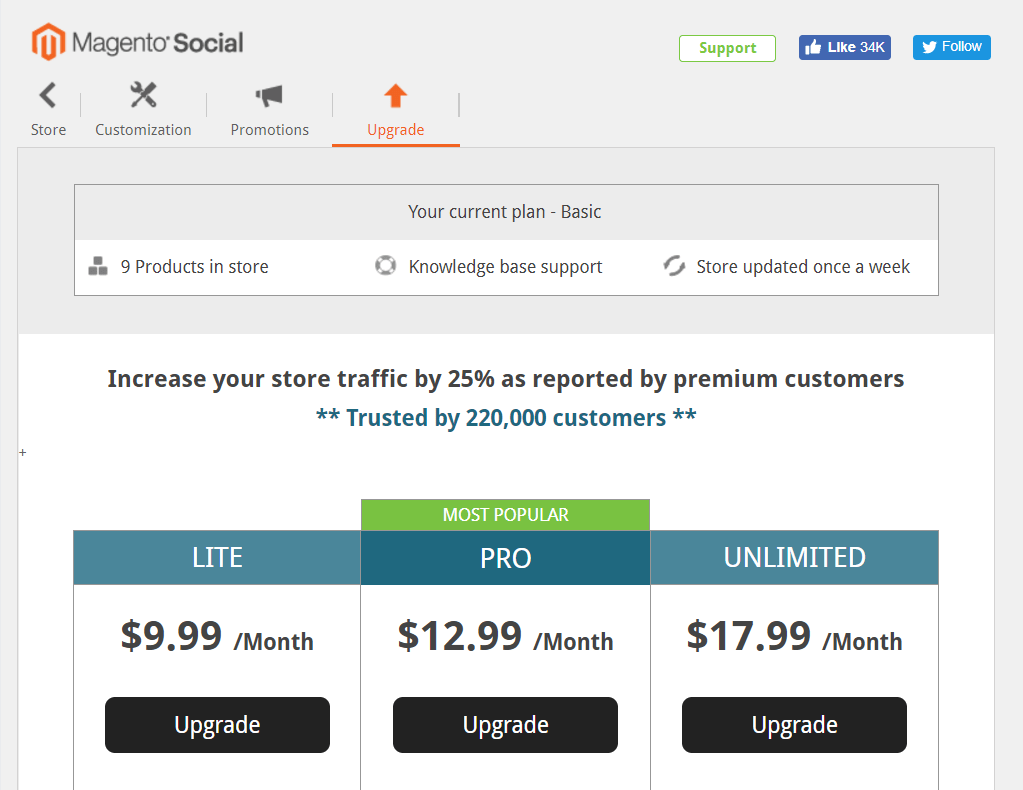 Magento® Social
Support
Like 34K
Follow
Store
Customization
Promotions
Upgrade
Your current plan - Basic
9 Products in store
Knowledge base support
Store updated once a week
Increase your store traffic by 25% as reported by premium customers
** Trusted by 220,000 customers **
+
MOST POPULAR
LITE
PRO
UNLIMITED
$9.99 /Month
$12.99 /Month
$17.99 /Month
Upgrade
Upgrade
Upgrade